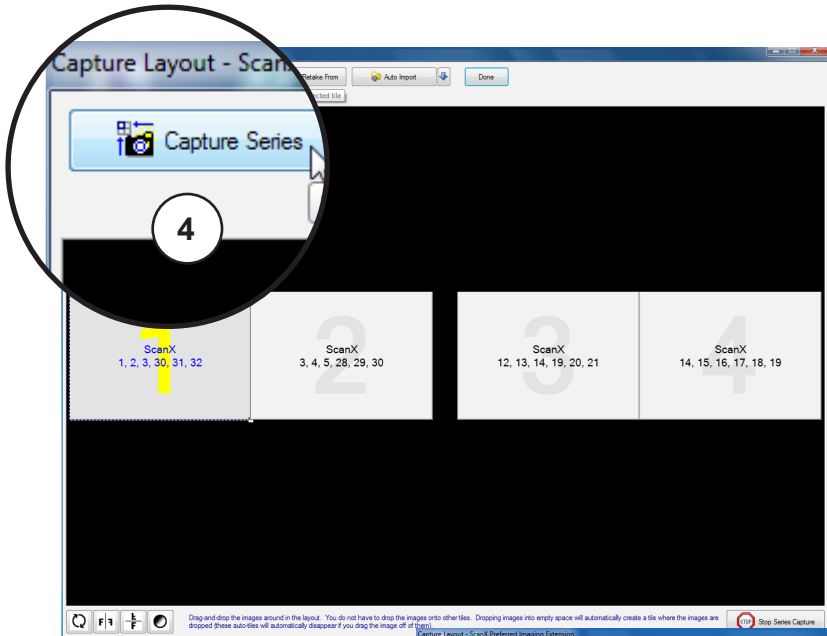 Capture Layout - Scan
Retake From
Auto Import
Done
ected tile
Capture Series
4
1
ScanX
1, 2, 3, 30, 31, 32
2
ScanX
3, 4, 5, 28, 29, 30
3
ScanX
12, 13, 14, 19, 20, 21
4
ScanX
14, 15, 16, 17, 18, 19
Drag-and-drop the images around in the layout. You do not have to drop the images onto other tiles. Dropping images into empty space will automatically create a tile where the images are
dropped (these auto-tiles will automatically disappear if you drag the image off of them).
STOP Stop Series Capture
Capture Layout - ScanX Preferred Imaging Extension